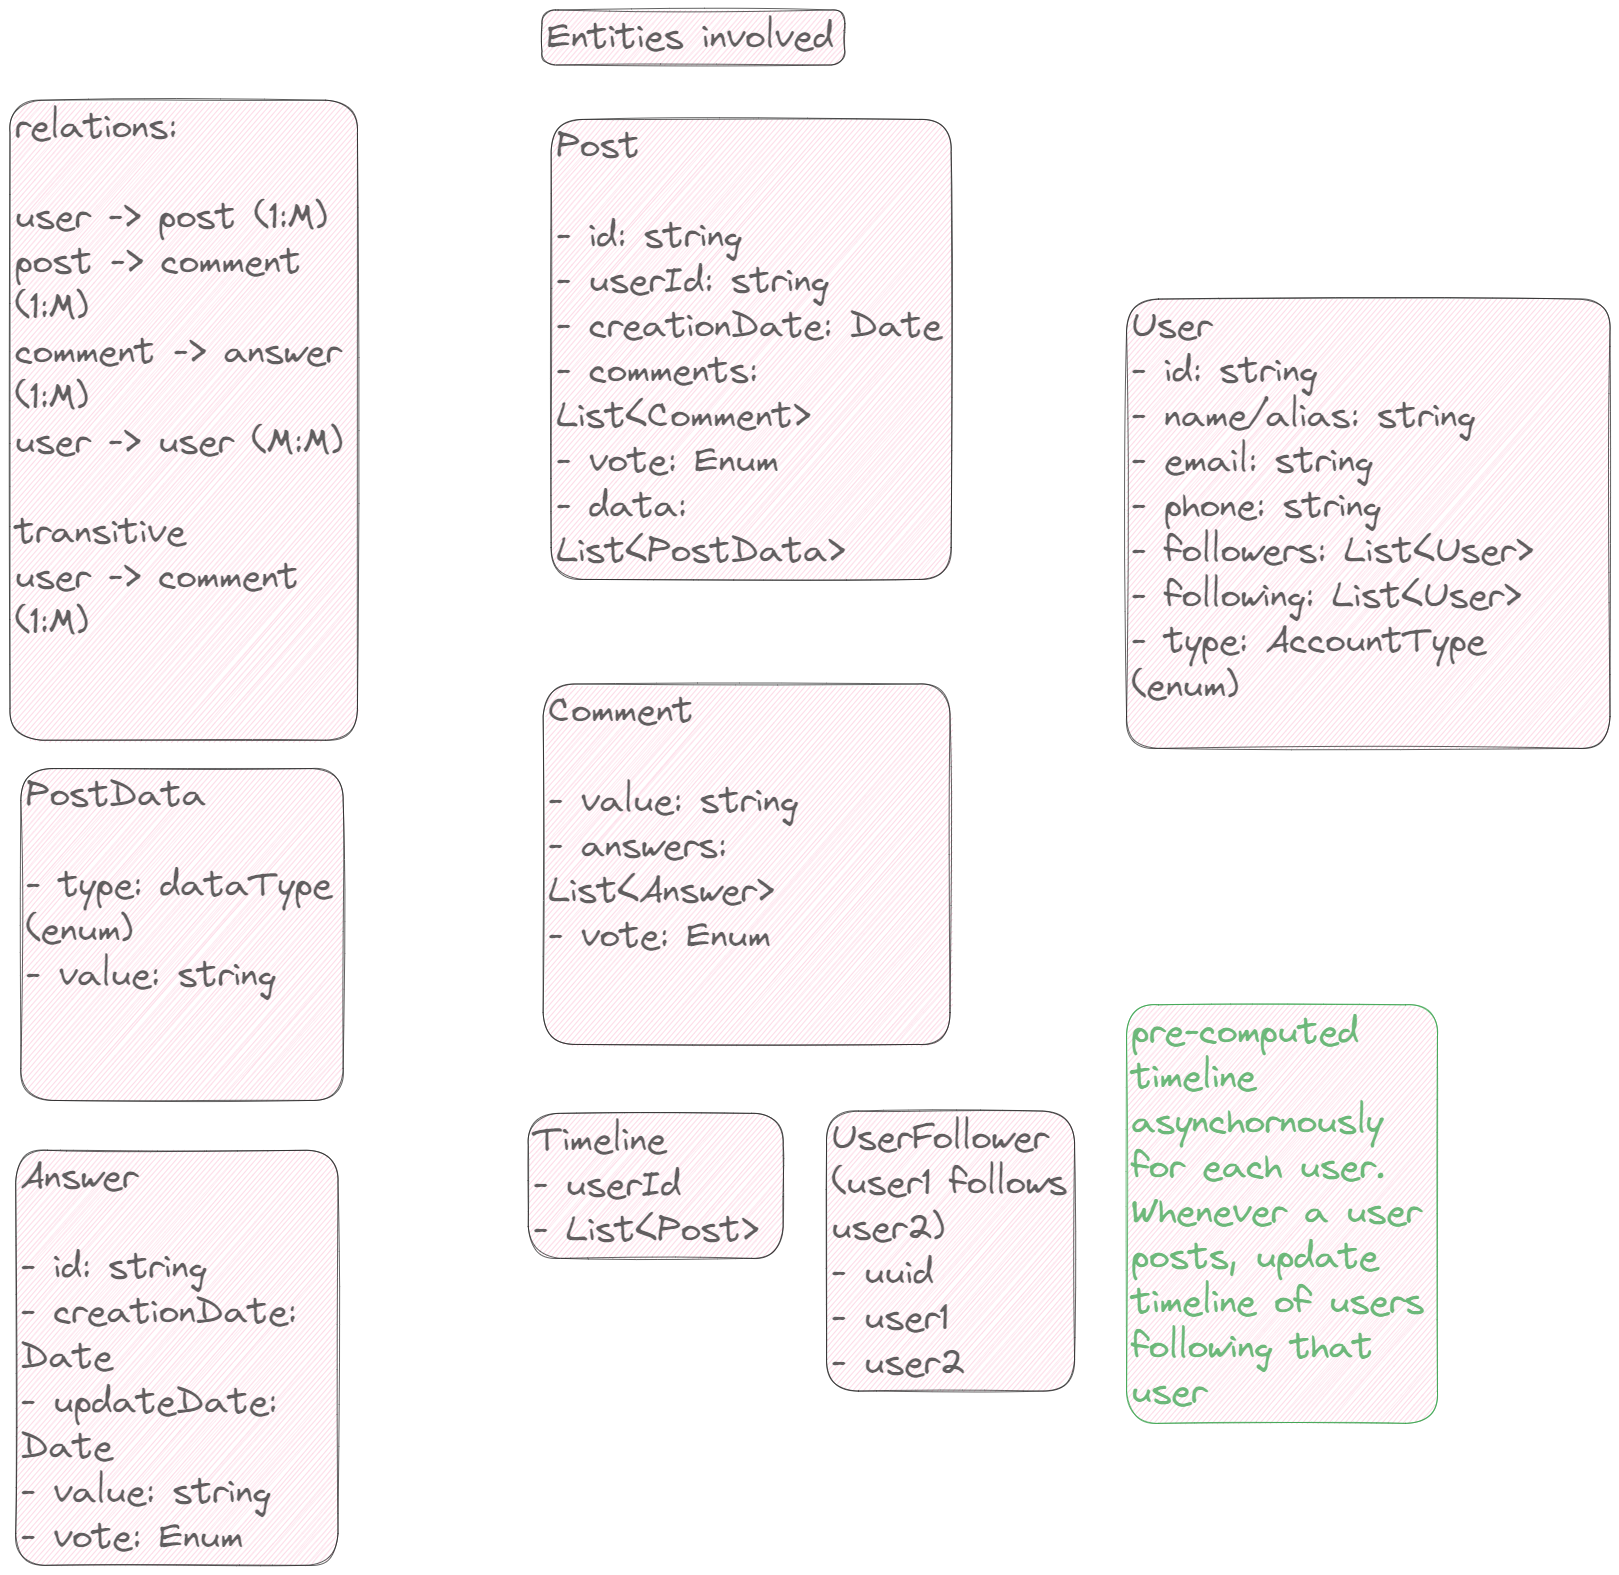 Entities involved
relations:
user -> post (1:M)
post -> comment
(1:M)
comment -> answer
(1:M)
user -> user (M:M)
transitive
user -> comment
(1:M)
Post
- id: string
- userId: string
- creationDate: Date
- comments:
List<Comment>
- vote: Enum
- data:
List<PostData>
User
- id: string
- name/alias: string
- email: string
- phone: string
- followers: List<User>
- following: List<User>
- type: AccountType
(enum)
PostData
- type: dataType
(enum)
- value: string
Comment
- value: string
- answers:
List<Answer>
- vote: Enum
Answer
- id: string
- creationDate:
Date
- updateDate:
Date
- value: string
- vote: Enum
Timeline
- userId
- List<Post>
UserFollower
(user1 follows
user2)
- uuid
- user1
- user2
pre-computed
timeline
asynchornously
for each user.
Whenever a user
posts, update
timeline of users
following that
user